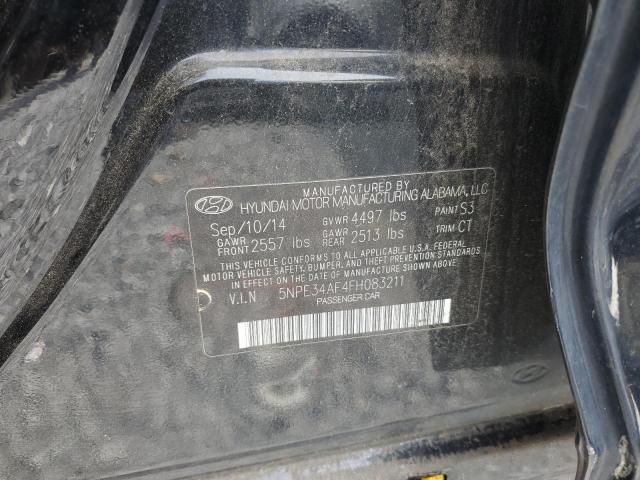 MANUFACTURED BY
HYUNDAI MOTOR MANUFACTURING ALABAMA, LLC
Sep/10/14 GVWR 4497 lbs PAINT S3
GAWR FRONT 2557 lbs GAWR REAR 2513 lbs TRIM CT
THIS VEHICLE CONFORMS TO ALL APPLICABLE U.S.A. FEDERAL
MOTOR VEHICLE SAFETY, BUMPER, AND THEFT PREVENTION
STANDARDS IN EFFECT ON THE DATE OF MANUFACTURE SHOWN ABOVE.
V.I.N 5NPE34AF4FH083211
PASSENGER CAR